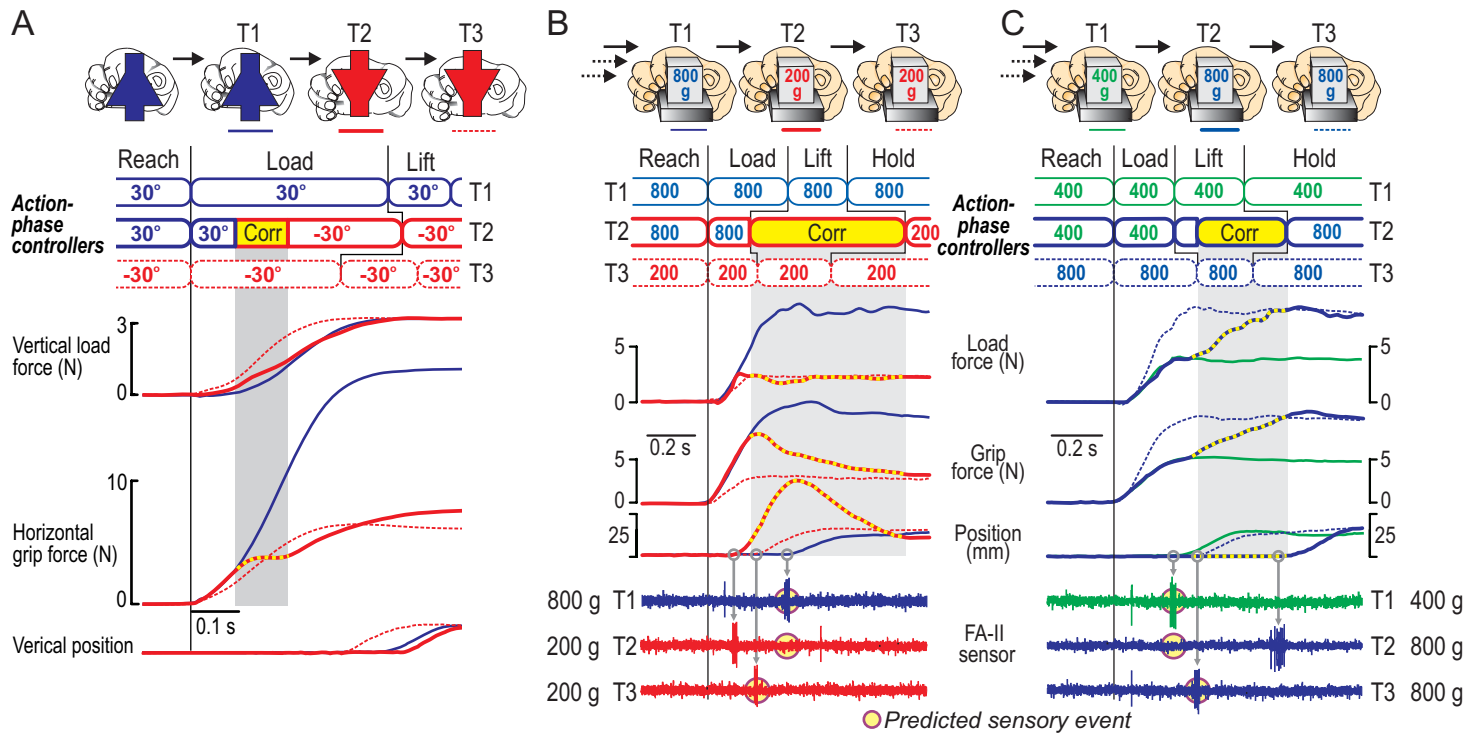 A
T1
T2
T3
Reach
Load
Lift
Action-
phase
controllers
30°
30°
30°
T1
30°
30°
Corr
-30°
-30°
T2
-30°
-30°
-30°
-30°
T3
Vertical load
force (N)
3
0
Horizontal
grip force (N)
10
0
0.1 s
Verical position
B
T1
T2
T3
800
g
200
g
200
g
Reach
Load
Lift
Hold
800
800
800
800
T1
T2
800
800
Corr
200
T3
200
200
200
200
5
0
0.2 s
5
0
25
800 g
T1
200 g
T2
200 g
T3
Predicted sensory event
C
T1
T2
T3
400
g
800
g
800
g
Reach
Load
Lift
Hold
Action-
phase
controllers
400
400
400
400
T1
400
400
Corr
800
T2
800
800
800
800
T3
Load
force (N)
5
0
0.2 s
Grip
force (N)
5
0
Position
(mm)
25
FA-II
sensor
T1
400 g
T2
800 g
T3
800 g